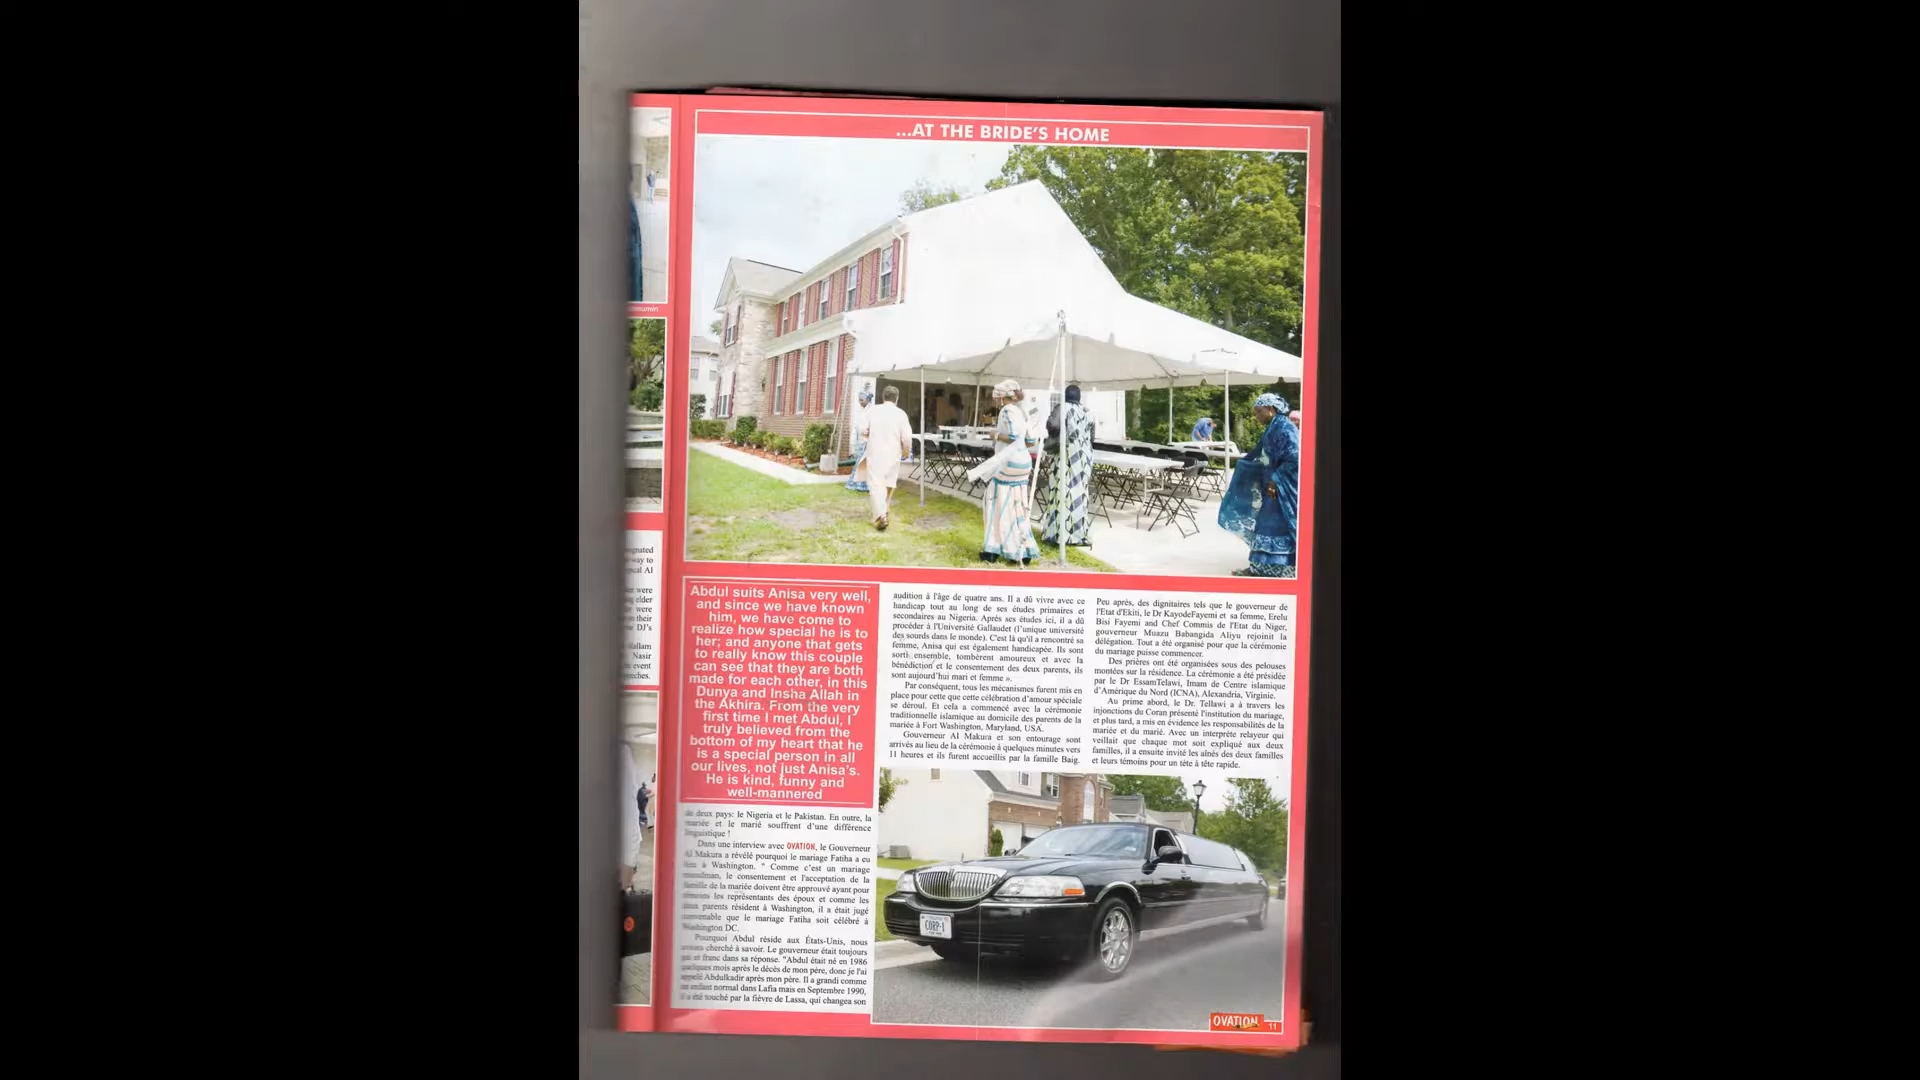 ...AT THE BRIDE'S HOME
Abdul suits Anisa very well,
and since we have known
him, we have come to
realize how special he is to
her; and anyone that gets
to really know this couple
can see that they are both
made for each other, in this
Dunya and Insha Allah in
the Akhira. From the very
first time I met Abdul, I
truly believed from the
bottom of my heart that he
is a special person in all
our lives, not just Anisa's.
He is kind, funny and
well-mannered
de deux pays: le Nigeria et le Pakistan. En outre, la
mariée et le marié souffrent d'une différence
linguistique !
Dans une interview avec OVATION, le Gouverneur
Al Makura a révélé pourquoi le mariage Fatiha a eu
lieu à Washington. " Comme c'est un mariage
musulman, le consentement et l'acceptation de la
famille de la mariée doivent être approuvé ayant pour
témoins les représentants des époux et comme les
deux parents résident à Washington, il a était jugé
convenable que le mariage Fatiha soit célébré à
Washington DC.
Pourquoi Abdul réside aux États-Unis, nous
avons cherché à savoir. Le gouverneur était toujours
gai et franc dans sa réponse. "Abdul était né en 1986
quelques mois après le décès de mon père, donc je l'ai
appelé Abdulkadir après mon père. Il a grandi comme
un enfant normal dans Lafia mais en Septembre 1990,
il a été touché par la fièvre de Lassa, qui changea son
audition à l'âge de quatre ans. Il a dû vivre avec ce
handicap tout au long de ses études primaires et
secondaires au Nigeria. Après ses études ici, il a dû
procéder à l'Université Gallaudet (l'unique université
des sourds dans le monde). C'est là qu'il a rencontré sa
femme, Anisa qui est également handicapée. Ils sont
sorti ensemble, tombèrent amoureux et avec la
bénédiction et le consentement des deux parents, ils
sont aujourd'hui mari et femme ».
Par conséquent, tous les mécanismes furent mis en
place pour cette que cette célébration d'amour spéciale
se déroul. Et cela a commencé avec la cérémonie
traditionnelle islamique au domicile des parents de la
mariée à Fort Washington, Maryland, USA.
Gouverneur Al Makura et son entourage sont
arrivés au lieu de la cérémonie à quelques minutes vers
11 heures et ils furent accueillis par la famille Baig.
Peu après, des dignitaires tels que le gouverneur de
l'Etat d'Ekiti, le Dr KayodeFayemi et sa femme, Erelu
Bisi Fayemi and Chef Commis de l'Etat du Niger,
gouverneur Muazu Babangida Aliyu rejoinit la
délégation. Tout a été organisé pour que la cérémonie
du mariage puisse commencer.
Des prières ont été organisées sous des pelouses
montées sur la résidence. La cérémonie a été présidée
par le Dr EssamTellawi, Imam de Centre islamique
d'Amérique du Nord (ICNA), Alexandria, Virginie.
Au prime abord, le Dr. Tellawi a à travers les
injonctions du Coran présenté l'institution du mariage,
et plus tard, a mis en évidence les responsabilités de la
mariée et du marié. Avec un interprète relayeur qui
veillait que chaque mot soit expliqué aux deux
familles, il a ensuite invité les aînés des deux familles
et leurs témoins pour un tête à tête rapide.
CORP-1
OVATION 11